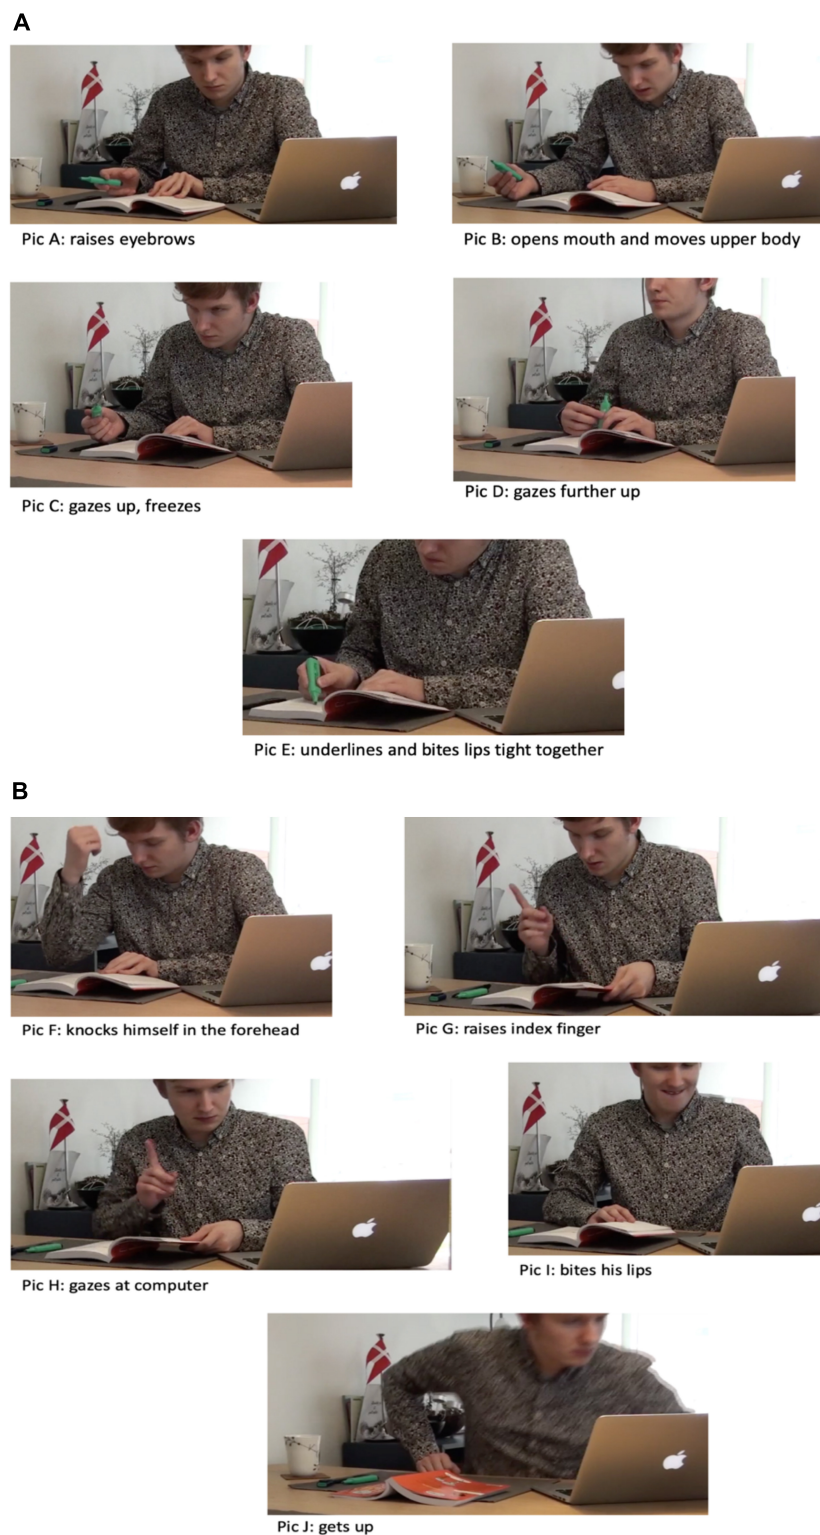 A
Pic A: raises eyebrows
Pic B: opens mouth and moves upper body
Pic C: gazes up, freezes
Pic D: gazes further up
Pic E: underlines and bites lips tight together
B
Pic F: knocks himself in the forehead
Pic G: raises index finger
Pic H: gazes at computer
Pic I: bites his lips
Pic J: gets up